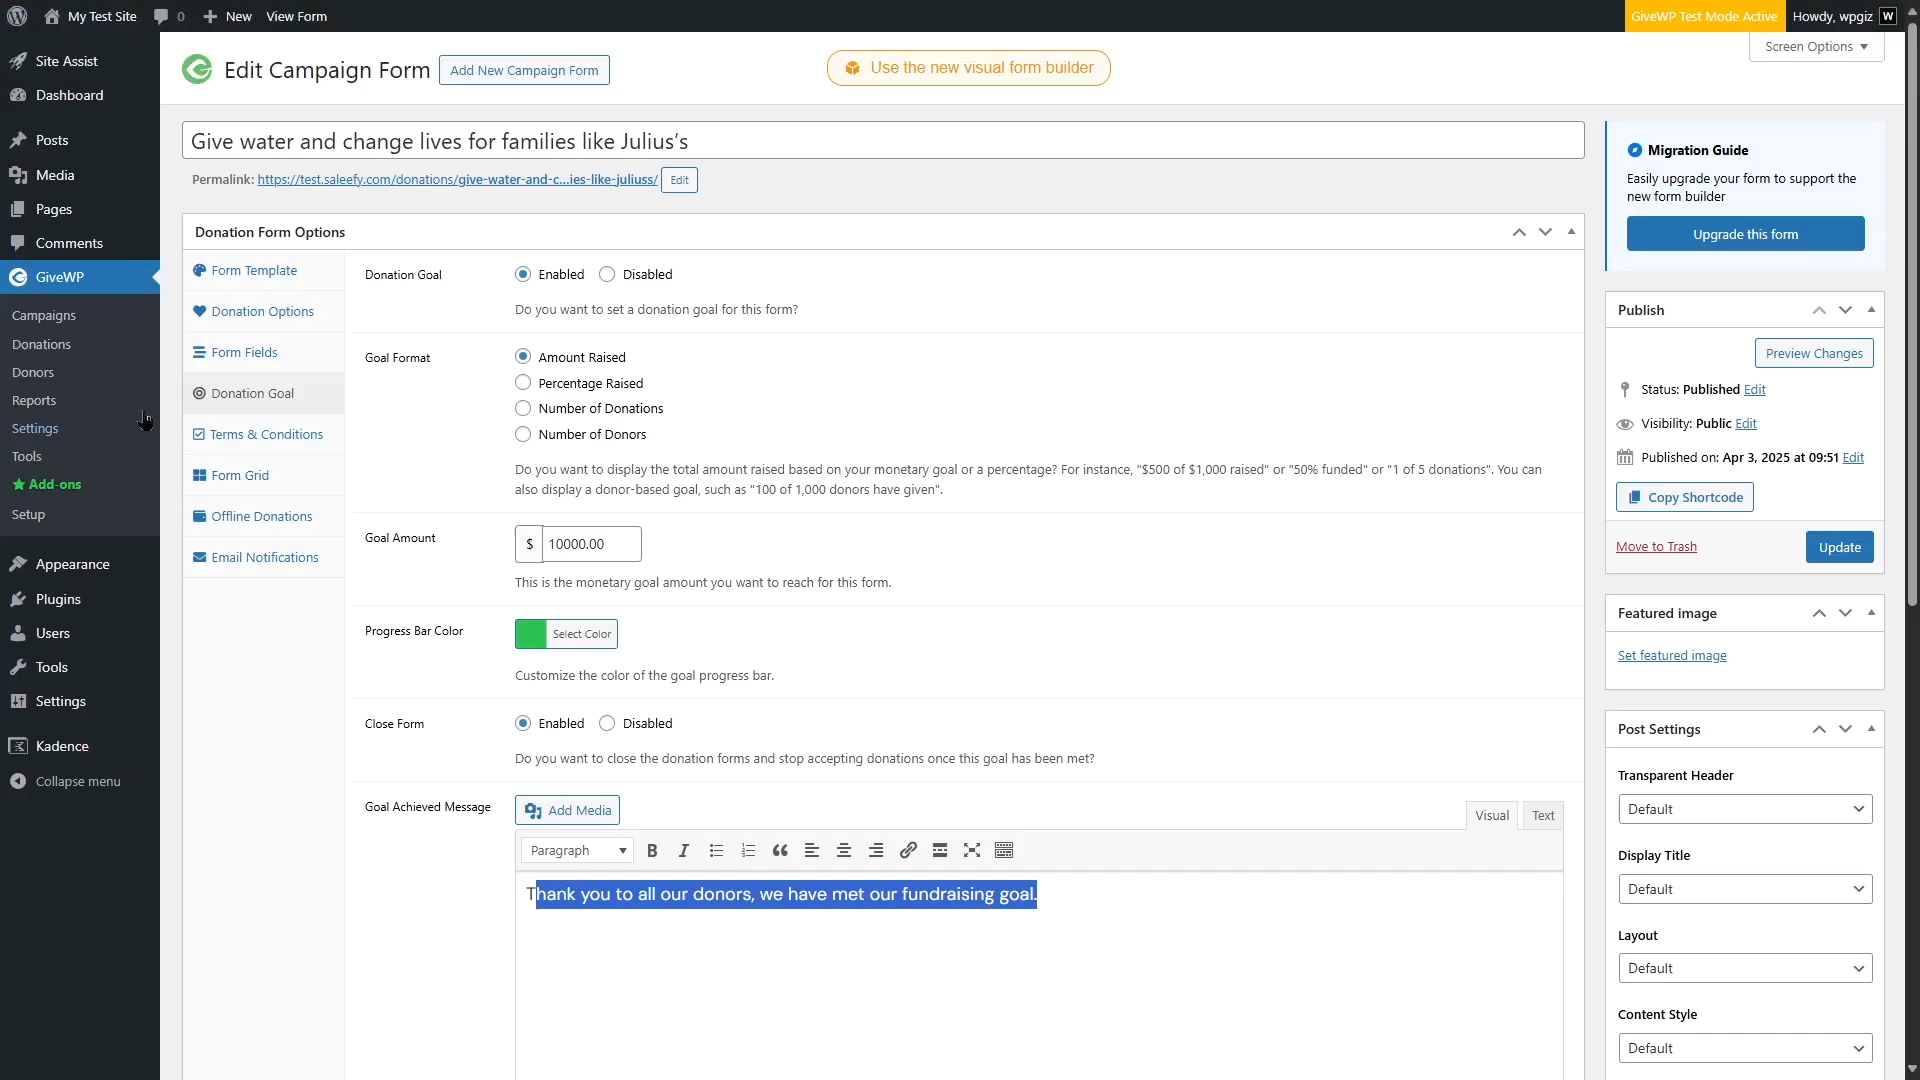 My Test Site
0
New
View Form
GiveWP Test Mode Active
Howdy, wpgiz
W
Site Assist
Dashboard
Posts
Media
Pages
Comments
GiveWP
Campaigns
Donations
Donors
Reports
Settings
Tools
Add-ons
Setup
Appearance
Plugins
Users
Tools
Settings
Kadence
Collapse menu
Edit Campaign Form
Add New Campaign Form
Use the new visual form builder
Screen Options
Give water and change lives for families like Julius’s
Permalink: https://test.saleefy.com/donations/give-water-and-c...ies-like-juliuss/ Edit
Donation Form Options
Form Template
Donation Options
Form Fields
Donation Goal
Terms & Conditions
Form Grid
Offline Donations
Email Notifications
Donation Goal
Enabled
Disabled
Do you want to set a donation goal for this form?
Goal Format
Amount Raised
Percentage Raised
Number of Donations
Number of Donors
Do you want to display the total amount raised based on your monetary goal or a percentage? For instance, "$500 of $1,000 raised" or "50% funded" or "1 of 5 donations". You can
also display a donor-based goal, such as "100 of 1,000 donors have given".
Goal Amount
$ 10000.00
This is the monetary goal amount you want to reach for this form.
Progress Bar Color
Select Color
Customize the color of the goal progress bar.
Close Form
Enabled
Disabled
Do you want to close the donation forms and stop accepting donations once this goal has been met?
Goal Achieved Message
Add Media
Visual
Text
Paragraph
Thank you to all our donors, we have met our fundraising goal.
Migration Guide
Easily upgrade your form to support the
new form builder
Upgrade this form
Publish
Preview Changes
Status: Published Edit
Visibility: Public Edit
Published on: Apr 3, 2025 at 09:51 Edit
Copy Shortcode
Move to Trash
Update
Featured image
Set featured image
Post Settings
Transparent Header
Default
Display Title
Default
Layout
Default
Content Style
Default